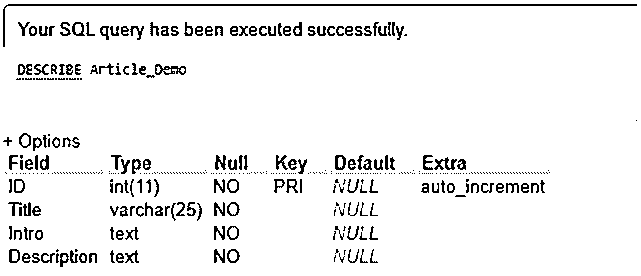 Your SQL query has been executed successfully.
DESCRIBE Article_Demo
+ Options
Field Type Null Key Default Extra
ID int(11) NO PRI NULL auto_increment
Title varchar(25) NO NULL
Intro text NO NULL
Description text NO NULL